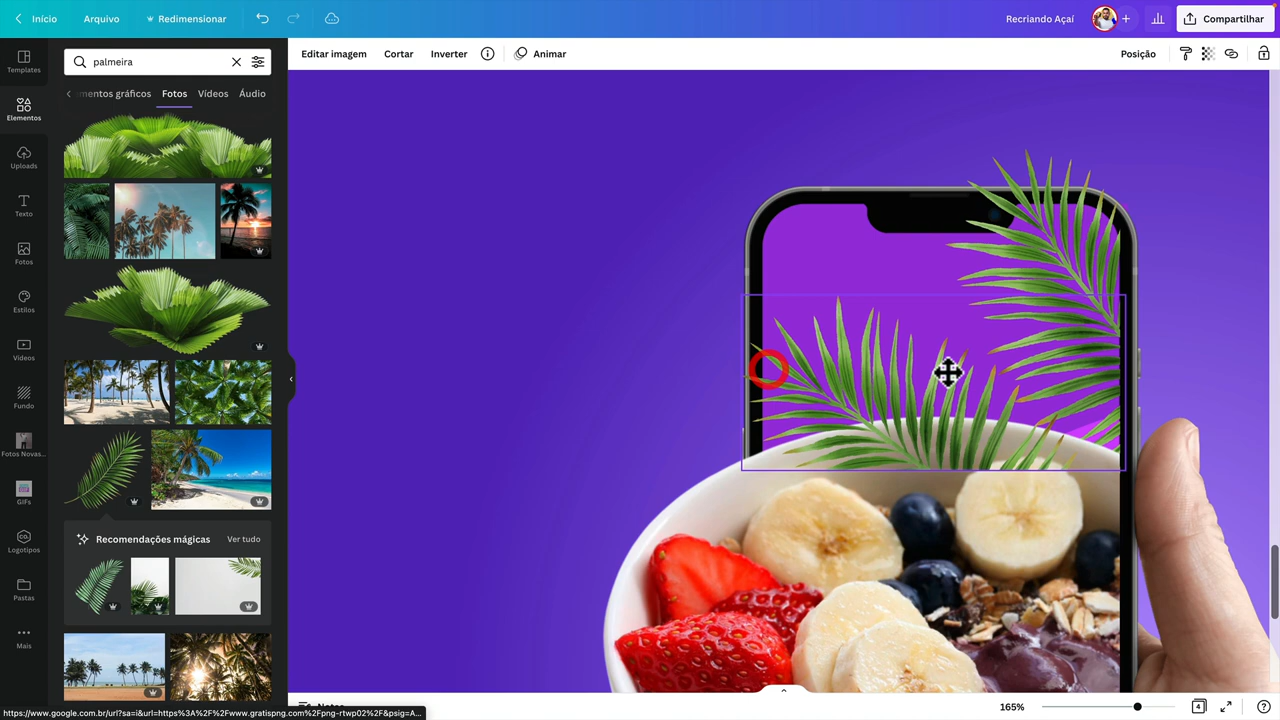 Início
Arquivo
Redimensionar
Recriando Açaí
Compartilhar
Templates
palmeira
Editar imagem
Cortar
Inverter
Animar
Posição
Elementos
mentos gráficos
Fotos
Vídeos
Áudio
Uploads
Texto
Fotos
Estilos
Vídeos
Fundo
Fotos Novas...
GIFs
Logotipos
Pastas
Mais
Recomendações mágicas
Ver tudo
165%
4
https://www.google.com.br/url?sa=i&url=https%3A%2F%2Fwww.gratispng.com%2Fpng-rtwp02%2F&psig=A...